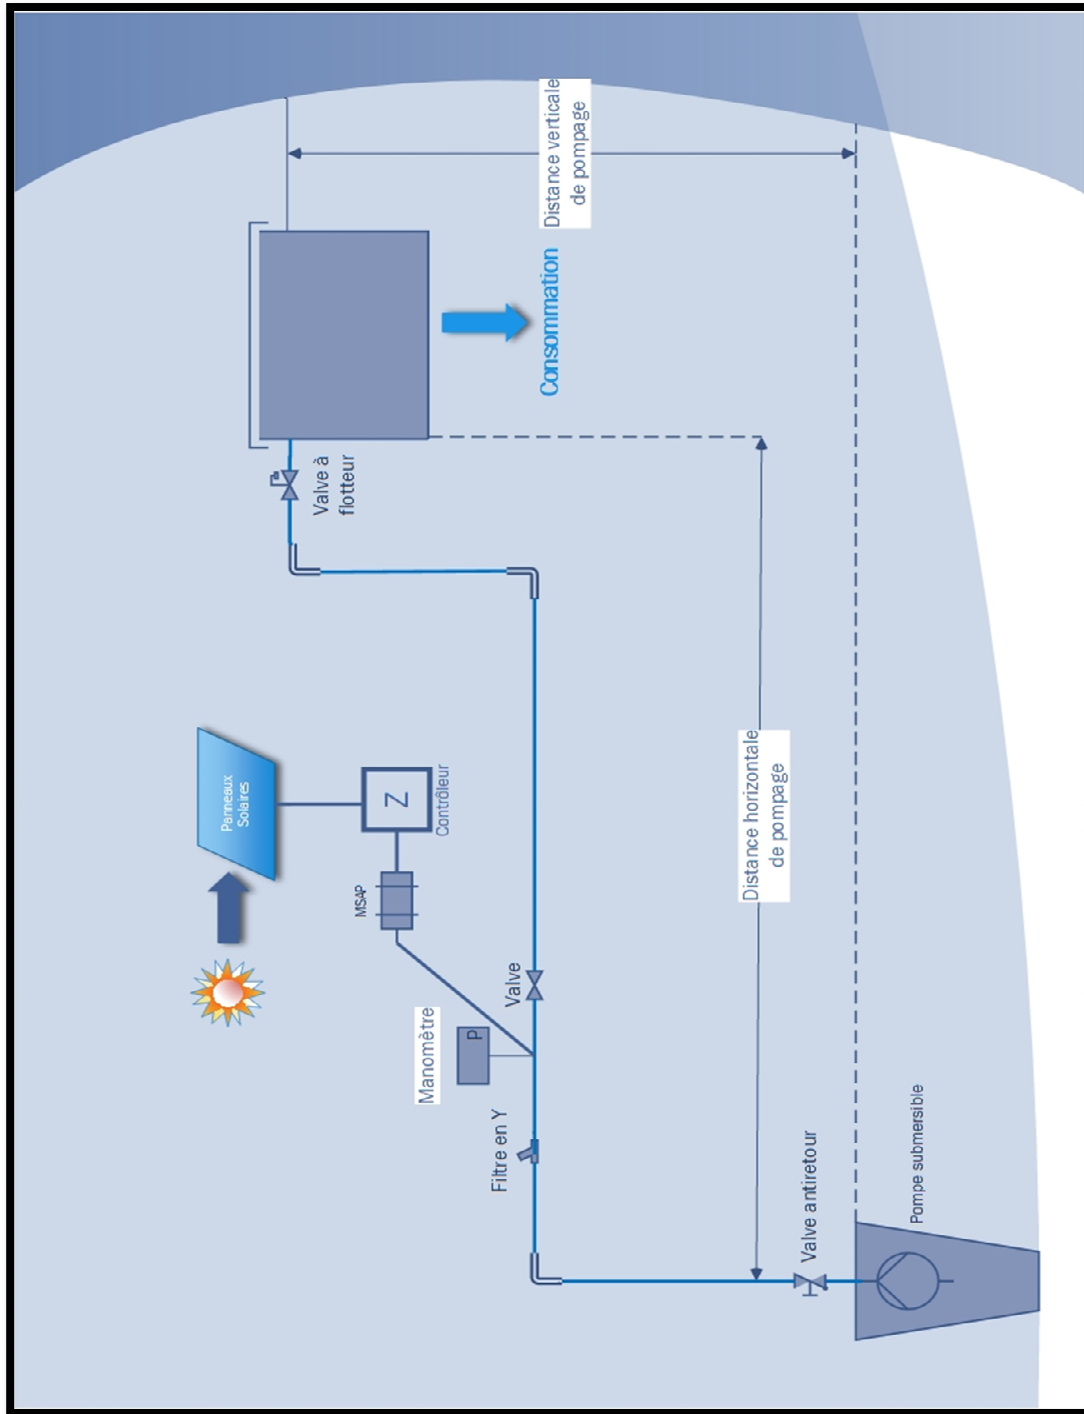 Panneaux
Solaires
Z
Contrôleur
MSAP
Manomètre
P
Valve
Filtre en Y
Valve à
flotteur
Consommation
Distance verticale
de pompage
Distance horizontale
de pompage
Valve antiretour
Pompe submersible